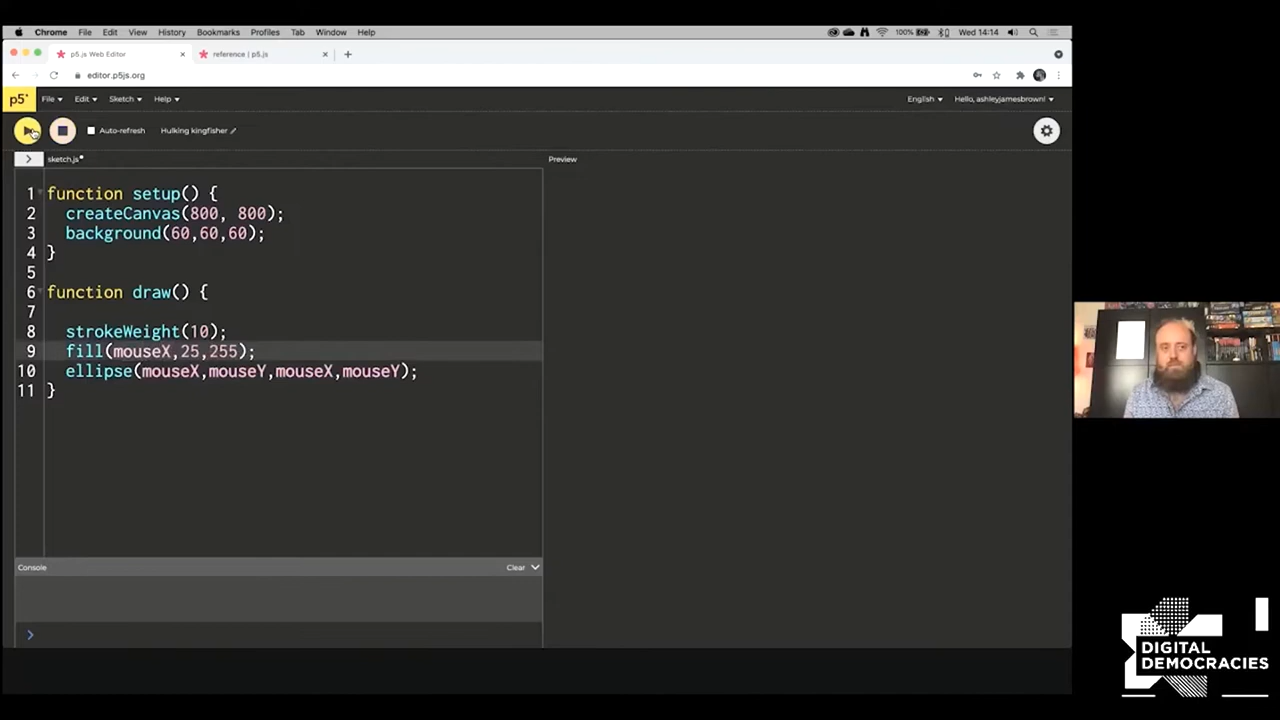 Chrome File Edit View History Bookmarks Profiles Tab Window Help 100% Wed 14:14
p5.js Web Editor × reference | p5.js × +
editor.p5js.org
p5* File Edit Sketch Help English Hello, ashleyjamesbrown!
Auto-refresh Hulking kingfisher
> sketch.js Preview
1 function setup() {
2 createCanvas(800, 800);
3 background(60,60,60);
4 }
5
6 function draw() {
7
8 strokeWeight(10);
9 fill(mouseX,25,255);
10 ellipse(mouseX,mouseY,mouseX,mouseY);
11 }
Console Clear
>
DIGITAL
DEMOCRACIES